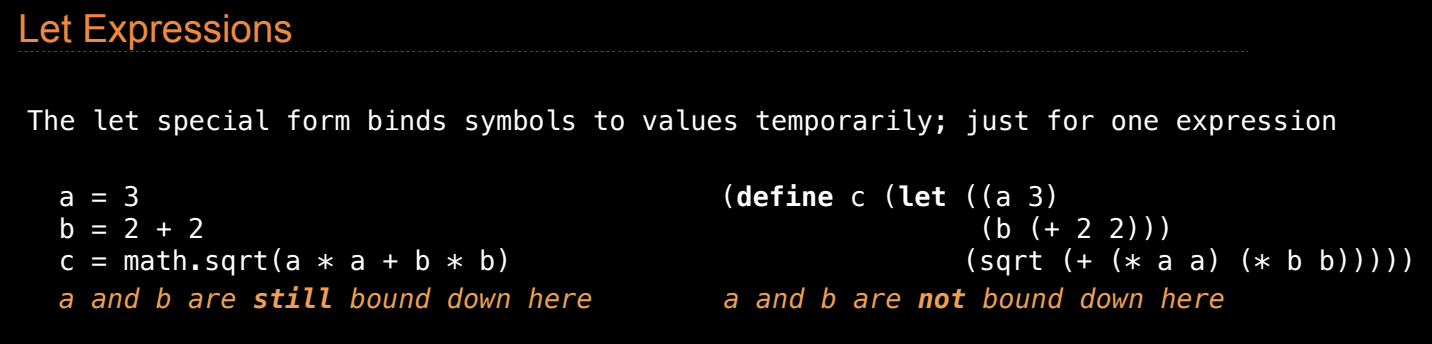 Let Expressions
The let special form binds symbols to values temporarily; just for one expression
a = 3
b = 2 + 2
c = math.sqrt(a * a + b * b)
a and b are still bound down here
(define c (let ((a 3)
(b (+ 2 2)))
(sqrt (+ (* a a) (* b b)))))
a and b are not bound down here